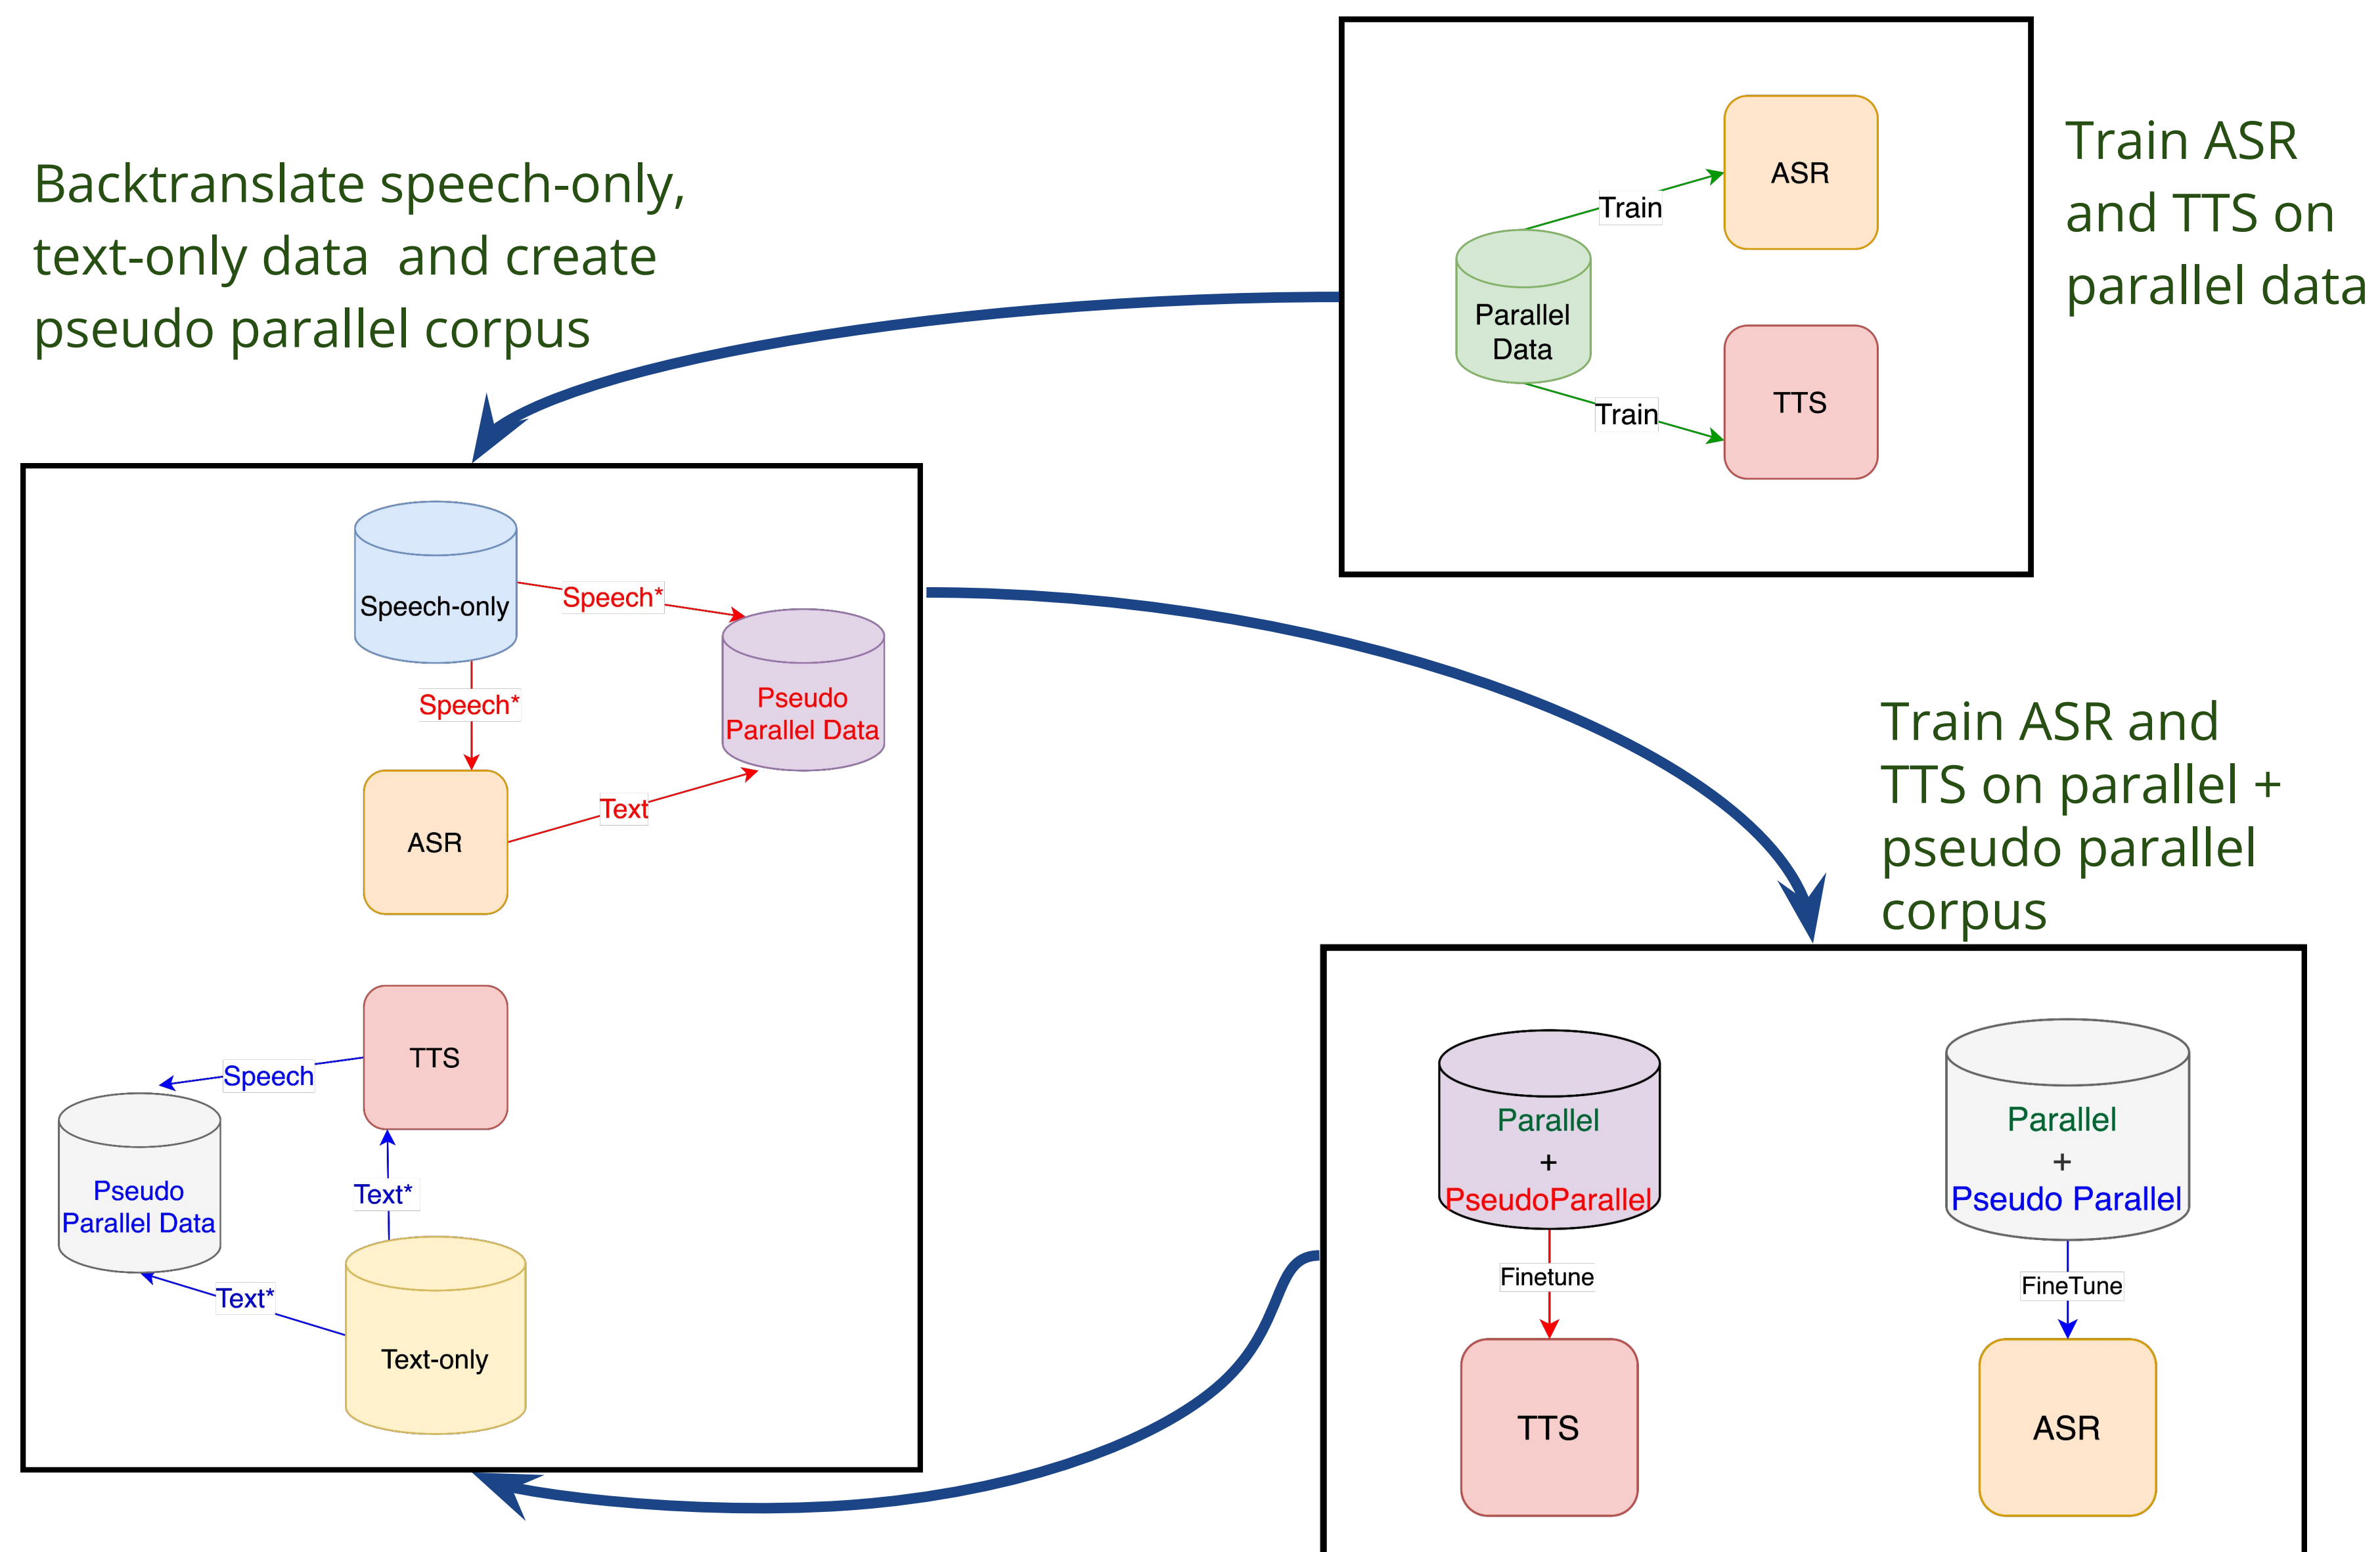 Train ASR
and TTS on
parallel data
ASR
Train
Parallel
Data
Train
TTS
Backtranslate speech-only,
text-only data  and create
pseudo parallel corpus
Speech-only
Speech*
Speech*
Pseudo
Parallel Data
Text
ASR
TTS
Speech
Pseudo
Parallel Data
Text*
Text*
Text-only
Train ASR and
TTS on parallel +
pseudo parallel
corpus
Parallel
+
PseudoParallel
Finetune
TTS
Parallel
+
Pseudo Parallel
FineTune
ASR